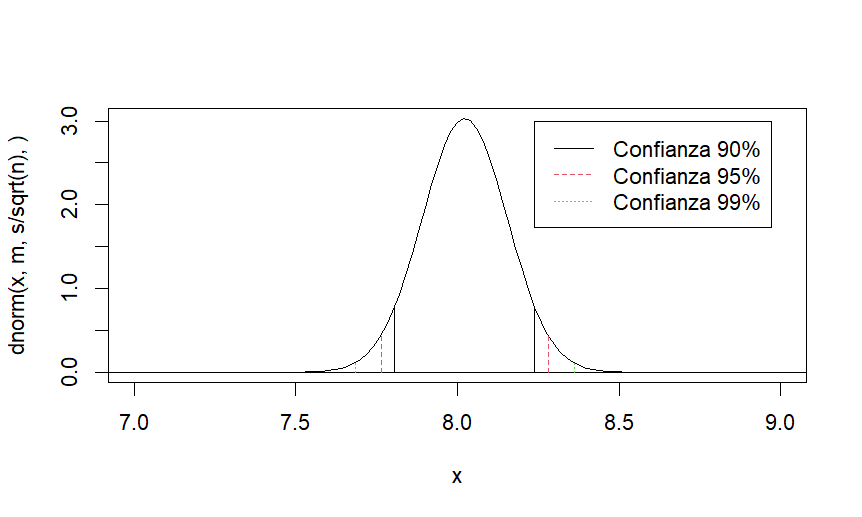 dnorm(x, m, s/sqrt(n), )
3.0
2.0
1.0
0.0
Confianza 90%
Confianza 95%
Confianza 99%
7.0 7.5 8.0 8.5 9.0
x